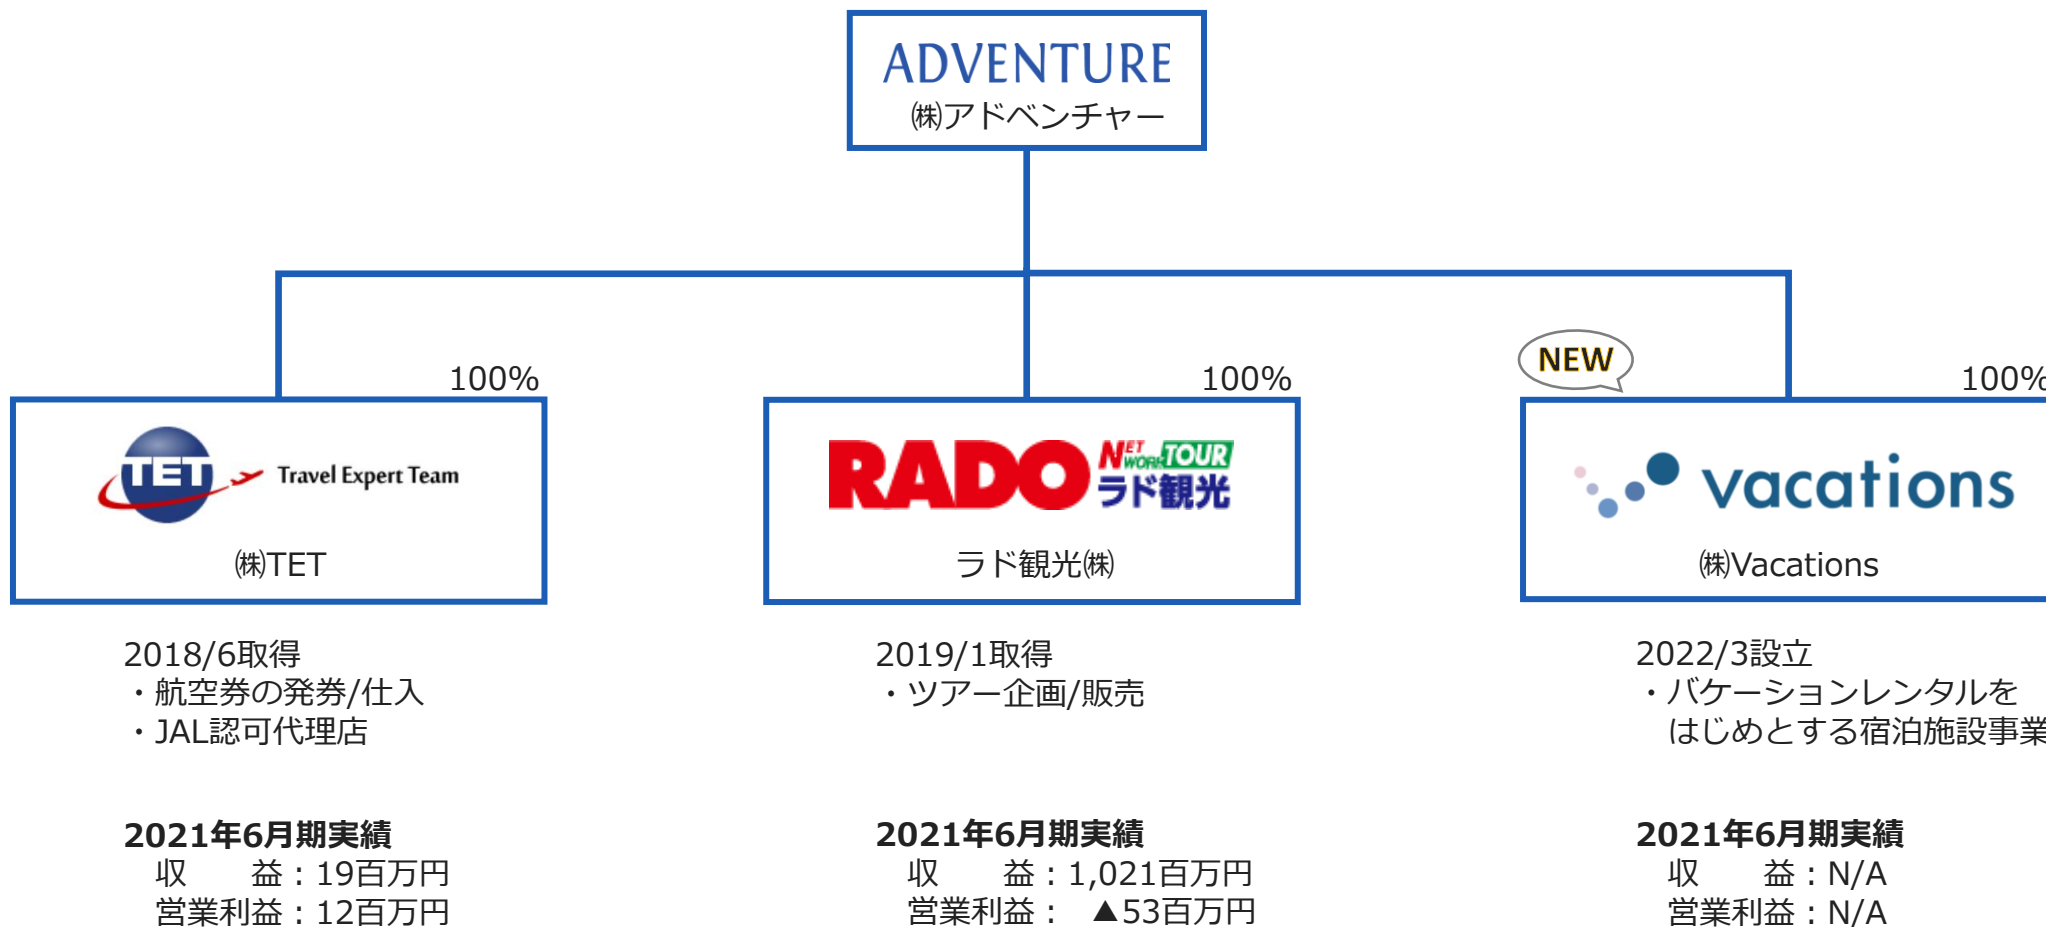 ADVENTURE
㈱アドベンチャー
100%
TET Travel Expert Team
㈱TET
2018/6取得
・航空券の発券/仕入
・JAL認可代理店
2021年6月期実績
収　　益：19百万円
営業利益：12百万円
100%
RADO NET WORK TOUR
ラド観光
ラド観光㈱
2019/1取得
・ツアー企画/販売
2021年6月期実績
収　　益：1,021百万円
営業利益：　▲53百万円
NEW
100%
vacations
㈱Vacations
2022/3設立
・バケーションレンタルを
はじめとする宿泊施設事業
2021年6月期実績
収　　益：N/A
営業利益：N/A